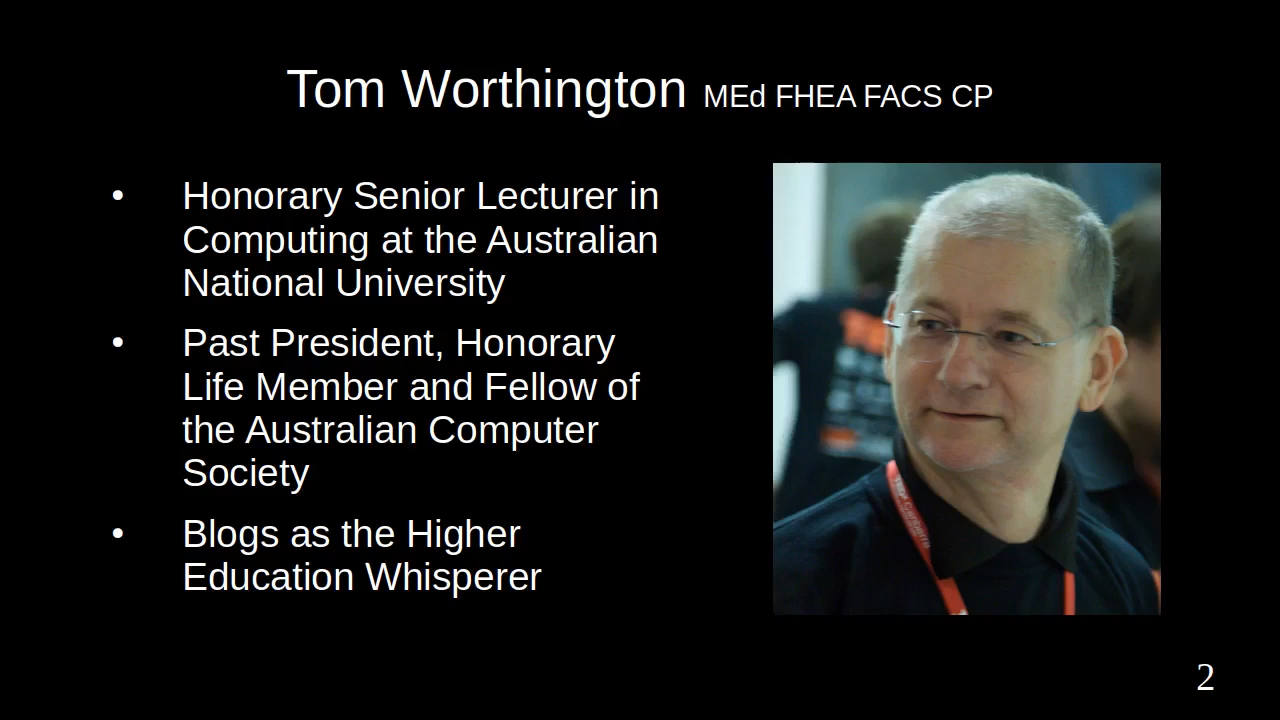 Tom Worthington MEd FHEA FACS CP
• Honorary Senior Lecturer in
Computing at the Australian
National University
• Past President, Honorary
Life Member and Fellow of
the Australian Computer
Society
• Blogs as the Higher
Education Whisperer
2